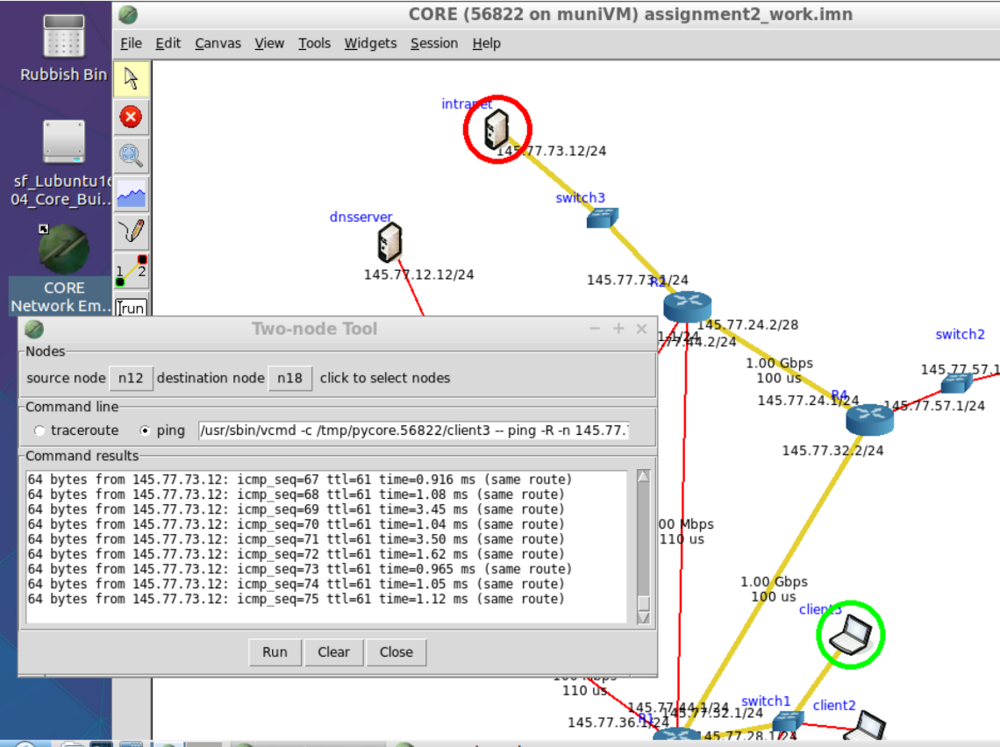 CORE (56822 on muniVM) assignment2_work.imn
File Edit Canvas View Tools Widgets Session Help
Rubbish Bin
sf_Lubuntu16
04_Core_Bui..
CORE
Network Em..
1 2
run
intranet
145.77.73.12/24
switch3
dnsserver
145.77.12.12/24
145.77.73.1/24
R2
145.77.24.2/28
1.1/24
.77.44.2/24
switch2
1.00 Gbps
100 us
145.77.57.1
R4
145.77.24.1/24
145.77.57.1/24
145.77.32.2/24
Two-node Tool
Nodes
source node n12 destination node n18 click to select nodes
Command line
traceroute ping /usr/sbin/vcmd -c /tmp/pycore.56822/client3 -- ping -R -n 145.77.
Command results
64 bytes from 145.77.73.12: icmp_seq=67 ttl=61 time=0.916 ms (same route)
64 bytes from 145.77.73.12: icmp_seq=68 ttl=61 time=1.08 ms (same route)
64 bytes from 145.77.73.12: icmp_seq=69 ttl=61 time=3.45 ms (same route)
64 bytes from 145.77.73.12: icmp_seq=70 ttl=61 time=1.04 ms (same route)
64 bytes from 145.77.73.12: icmp_seq=71 ttl=61 time=3.50 ms (same route)
64 bytes from 145.77.73.12: icmp_seq=72 ttl=61 time=1.62 ms (same route)
64 bytes from 145.77.73.12: icmp_seq=73 ttl=61 time=0.965 ms (same route)
64 bytes from 145.77.73.12: icmp_seq=74 ttl=61 time=1.05 ms (same route)
64 bytes from 145.77.73.12: icmp_seq=75 ttl=61 time=1.12 ms (same route)
Run Clear Close
00 Mbps
110 us
1.00 Gbps
100 us
client3
110 us
switch1
client2
145.77.44.1/24
145.77.32.1/24
R1
145.77.36.1/24
145.77.28.1/24